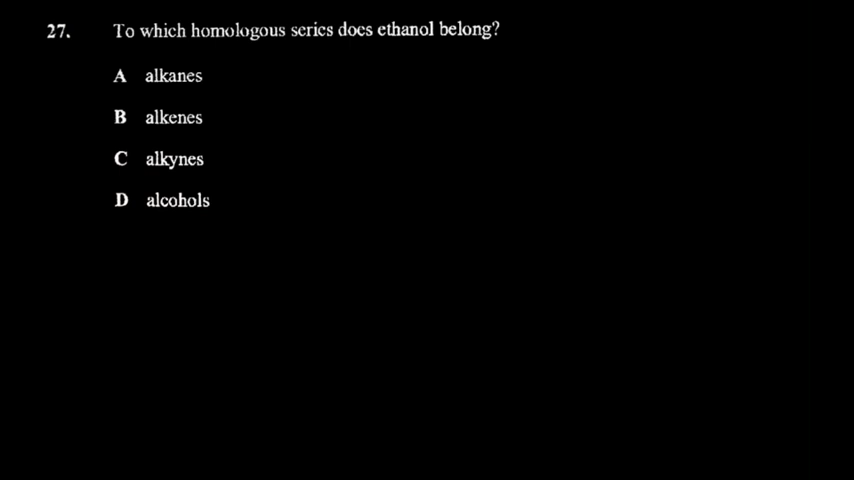 27. To which homologous series does ethanol belong?
A alkanes
B alkenes
C alkynes
D alcohols